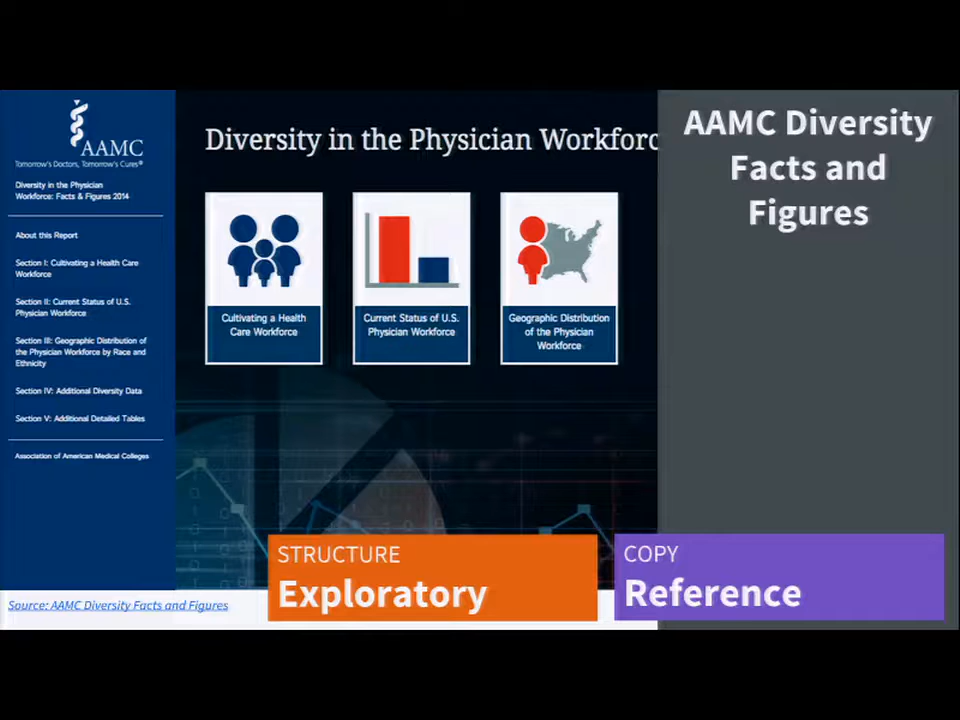 AAMC
Tomorrow's Doctors, Tomorrow's Cures®
Diversity in the Physician
Workforce: Facts & Figures 2014
About this Report
Section I: Cultivating a Health Care
Workforce
Section II: Current Status of U.S.
Physician Workforce
Section III: Geographic Distribution of
the Physician Workforce by Race and
Ethnicity
Section IV: Additional Diversity Data
Section V: Additional Detailed Tables
Association of American Medical Colleges
Diversity in the Physician Workforc
Cultivating a Health
Care Workforce
Current Status of U.S.
Physician Workforce
Geographic Distribution
of the Physician
Workforce
AAMC Diversity
Facts and
Figures
Source: AAMC Diversity Facts and Figures
STRUCTURE
Exploratory
COPY
Reference